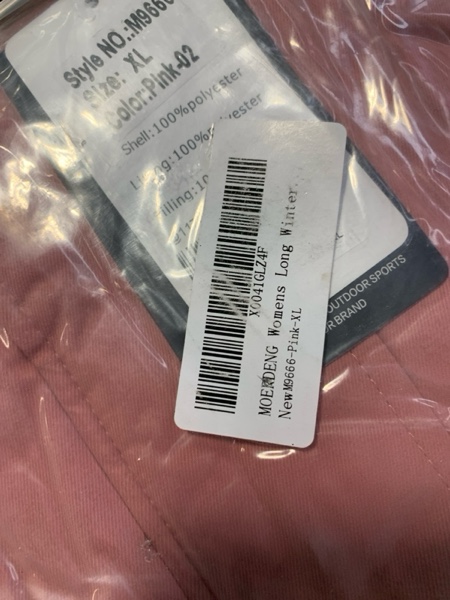 Style NO.:M9666
Size: XL
Color:Pink-02
Shell:100%polyester
X0041GLZ4F
MOERDENG Womens Long Winter
NewM9666-Pink-XL
OUTDOOR SPORTS
BRAND